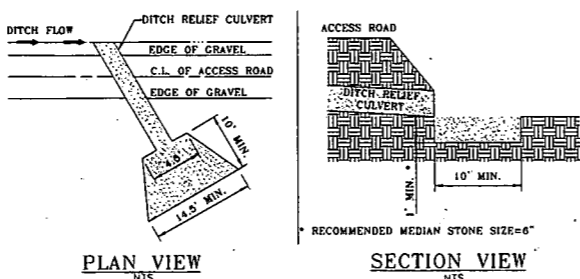 DITCH RELIEF CULVERT
DITCH FLOW
EDGE OF GRAVEL
C.L. OF ACCESS ROAD
EDGE OF GRAVEL
10' MIN.
4.5'
14.5' MIN.
PLAN VIEW
NTS
ACCESS ROAD
DITCH RELIEF
CULVERT
1' MIN. *
10" MIN.
* RECOMMENDED MEDIAN STONE SIZE=6"
SECTION VIEW
NTS